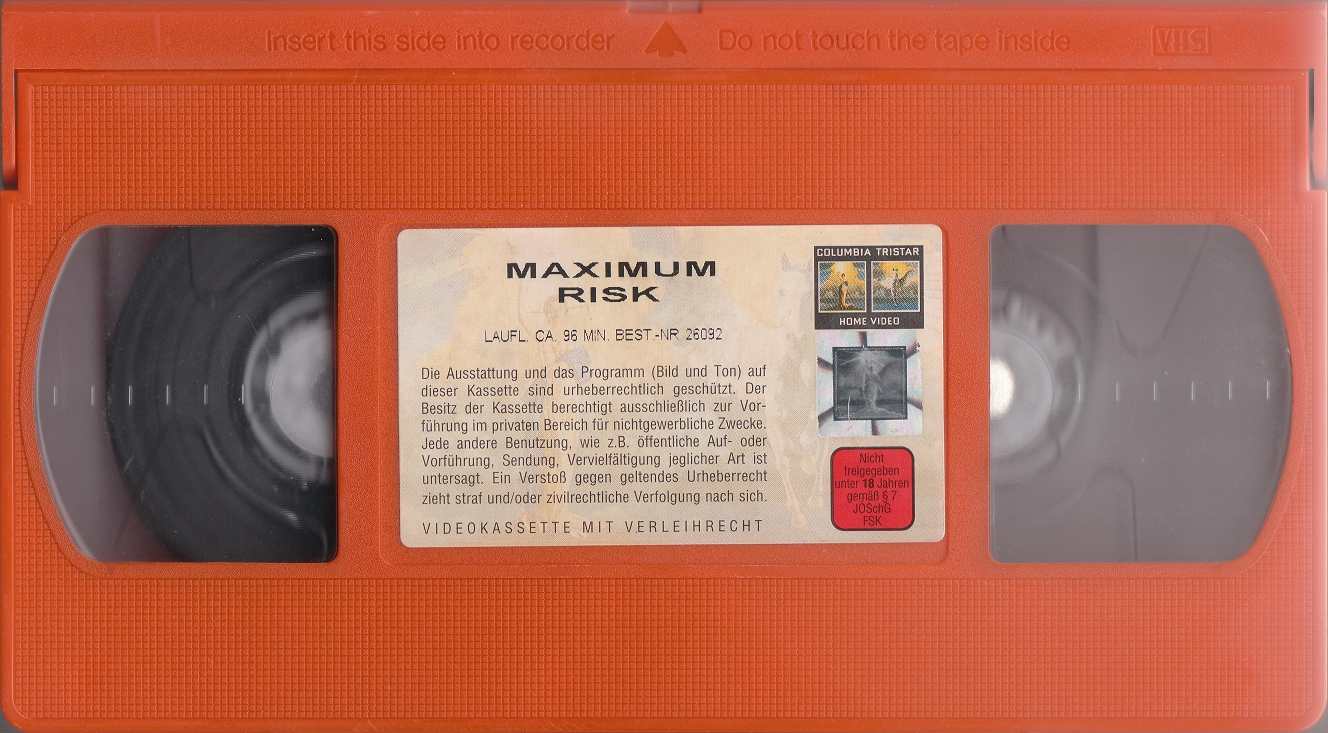 Insert this side into recorder
Do not touch the tape inside
VHS
MAXIMUM
RISK
LAUFL. CA. 96 MIN. BEST.-NR 26092
Die Ausstattung und das Programm (Bild und Ton) auf
dieser Kassette sind urheberrechtlich geschützt. Der
Besitz der Kassette berechtigt ausschließlich zur Vor-
führung im privaten Bereich für nichtgewerbliche Zwecke.
Jede andere Benutzung, wie z.B. öffentliche Auf- oder
Vorführung, Sendung, Vervielfältigung jeglicher Art ist
untersagt. Ein Verstoß gegen geltendes Urheberrecht
zieht straf und/oder zivilrechtliche Verfolgung nach sich.
VIDEOKASSETTE MIT VERLEIHRECHT
COLUMBIA TRISTAR
HOME VIDEO
Nicht
freigegeben
unter 18 Jahren
gemäß § 7
JÖSchG
FSK